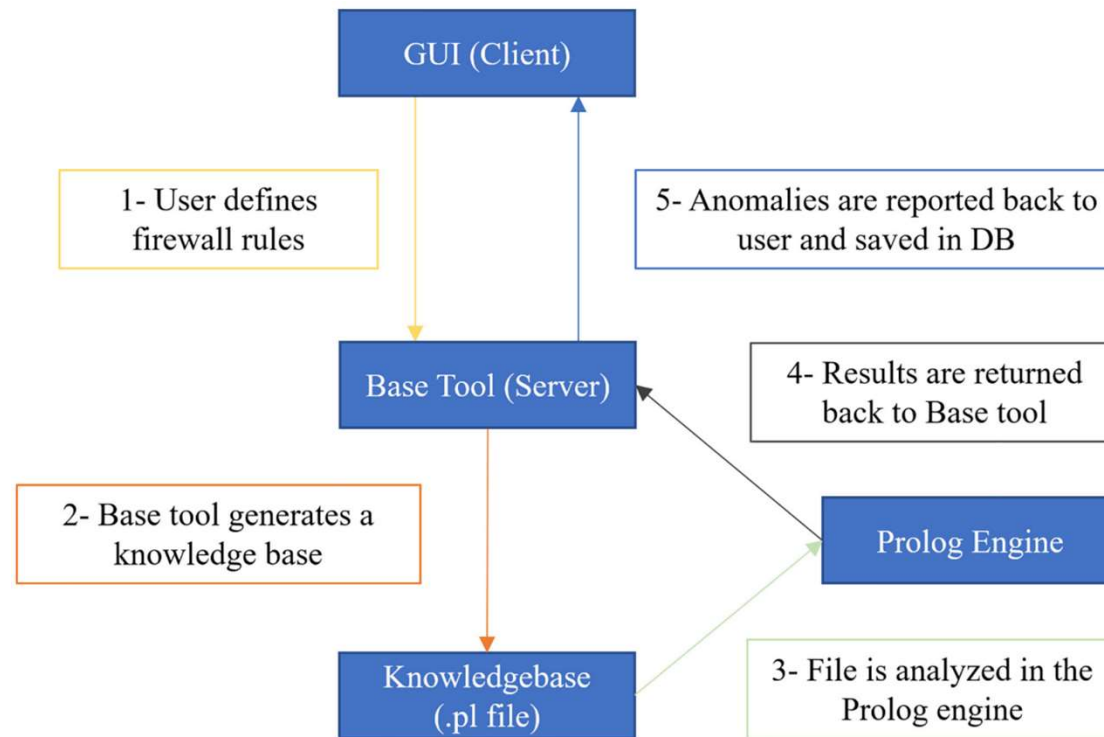 GUI (Client)
1- User defines
firewall rules
5- Anomalies are reported back to
user and saved in DB
Base Tool (Server)
4- Results are returned
back to Base tool
2- Base tool generates a
knowledge base
Prolog Engine
Knowledgebase
(.pl file)
3- File is analyzed in the
Prolog engine